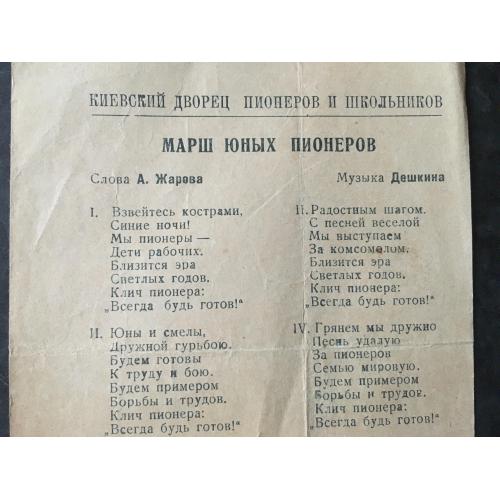 КИЕВСКИЙ ДВОРЕЦ ПИОНЕРОВ И ШКОЛЬНИКОВ
МАРШ ЮНЫХ ПИОНЕРОВ
Слова А. Жарова
Музыка Дешкина
I. Взвейтесь кострами,
Синие ночи!
Мы пионеры —
Дети рабочих.
Близится эра
Светлых годов.
Клич пионера:
„Всегда будь готов!“
II. Юны и смелы,
Дружной гурьбою.
Будем готовы
К труду и бою.
Будем примером
Борьбы и трудов.
Клич пионера:
"Всегда будь готов!"
II. Радостным шагом.
С песней веселой
Мы выступаем
За комсомолом.
Близится эра
Светлых годов.
Клич пионера:
„Всегда будь готов!“
IV. Грянем мы дружно
Песнь удалую
За пионеров
Семью мировую.
Будем примером
Борьбы и трудов.
Клич пионера:
„Всегда будь готов!“